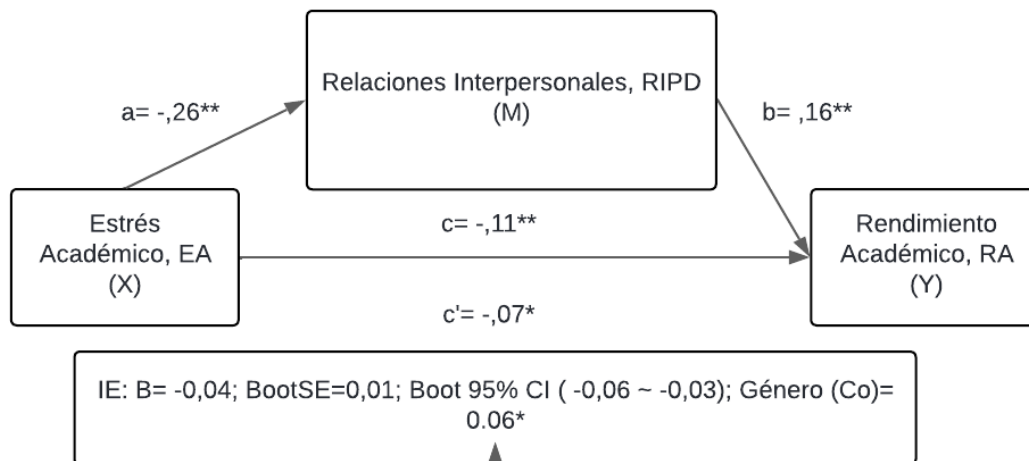 Relaciones Interpersonales, RIPD
(M)
a= -,26**
b= ,16**
Estrés
Académico, EA
(X)
c= -,11**
Rendimiento
Académico, RA
(Y)
c'= -,07*
IE: B= -0,04; BootSE=0,01; Boot 95% CI ( -0,06 ~ -0,03); Género (Co)=
0.06*